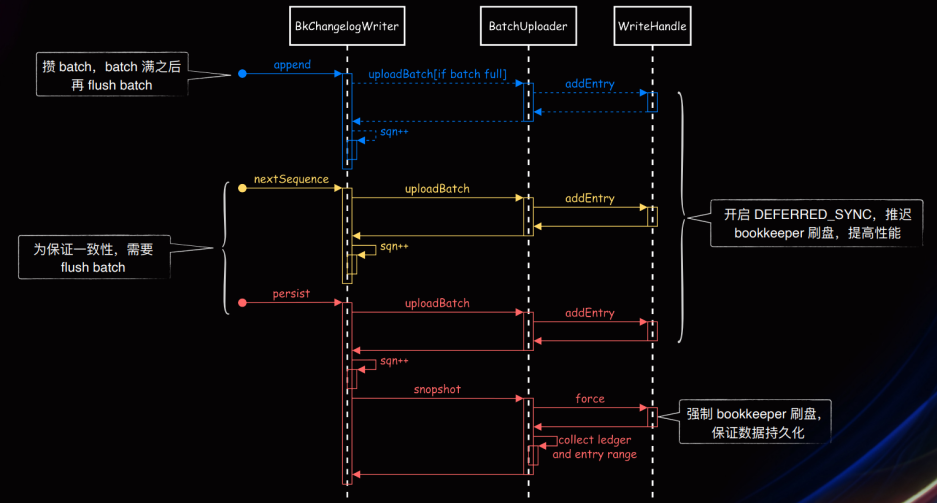 BkChangelogWriter
BatchUploader
WriteHandle
攒 batch，batch 满之后
再 flush batch
append
uploadBatch[if batch full]
addEntry
sqn++
nextSequence
uploadBatch
addEntry
sqn++
为保证一致性，需要
flush batch
开启 DEFERRED_SYNC，推迟
bookkeeper 刷盘，提高性能
persist
uploadBatch
addEntry
sqn++
snopshot
force
强制 bookkeeper 刷盘，
保证数据持久化
collect ledger
and entry range